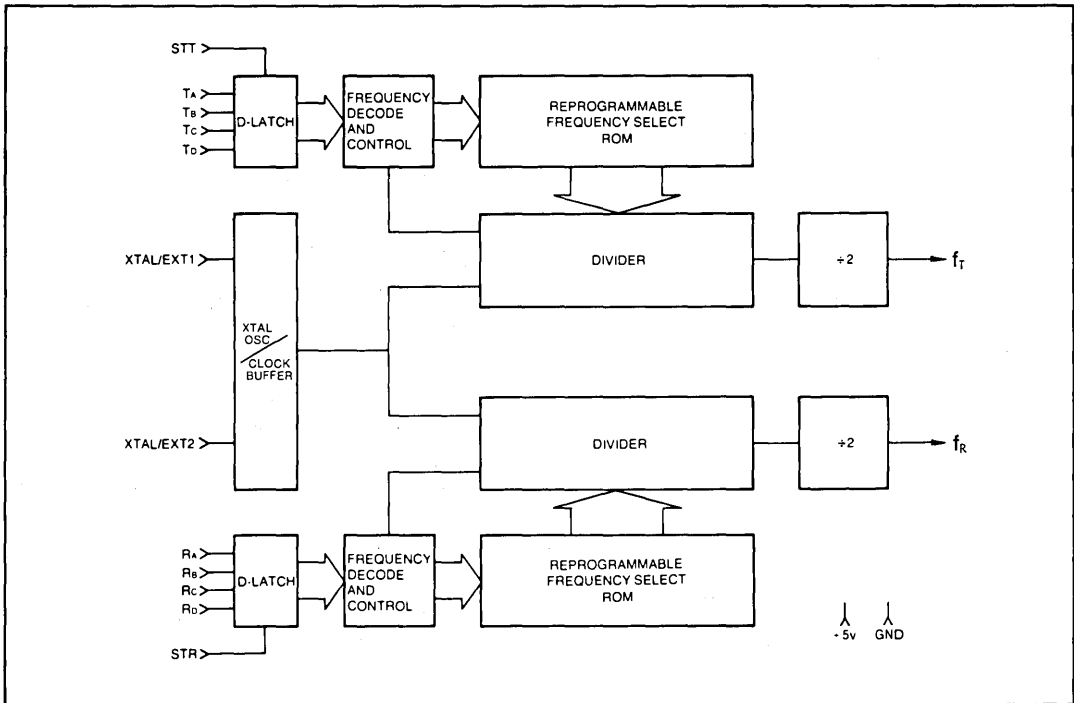 STT
TA
TB
TC
TD
D-LATCH
FREQUENCY
DECODE
AND
CONTROL
REPROGRAMMABLE
FREQUENCY SELECT
ROM
XTAL/EXT1
XTAL
OSC
CLOCK
BUFFER
DIVIDER
÷2
fT
XTAL/EXT2
DIVIDER
÷2
fR
RA
RB
RC
RD
D-LATCH
FREQUENCY
DECODE
AND
CONTROL
REPROGRAMMABLE
FREQUENCY SELECT
ROM
STR
+5v GND